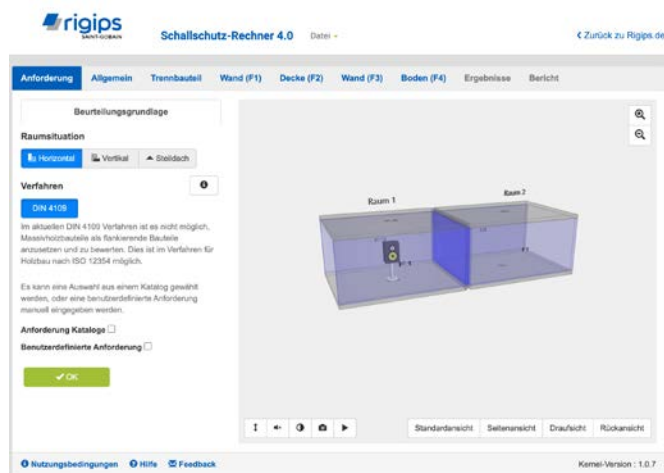 rigips
SAINT-GOBAIN
Schallschutz-Rechner 4.0
Datei
Zurück zu Rigips.de
Anforderung
Allgemein
Trennbauteil
Wand (F1)
Decke (F2)
Wand (F3)
Boden (F4)
Ergebnisse
Bericht
Beurteilungsgrundlage
Raumsituation
Horizontal
Vertikal
Steildach
Verfahren
DIN 4109
Im aktuellen DIN 4109 Verfahren ist es nicht möglich,
Massivholzbauteile als flankierende Bauteile
anzusetzen und zu bewerten. Dies ist im Verfahren für
Holzbau nach ISO 12354 möglich.
Es kann eine Auswahl aus einem Katalog gewählt
werden, oder eine benutzerdefinierte Anforderung
manuell eingegeben werden.
Anforderung Kataloge
Benutzerdefinierte Anforderung
OK
Raum 1
Raum 2
Standardansicht
Seitenansicht
Draufsicht
Rückansicht
Nutzungsbedingungen
Hilfe
Feedback
Kernel-Version : 1.0.7